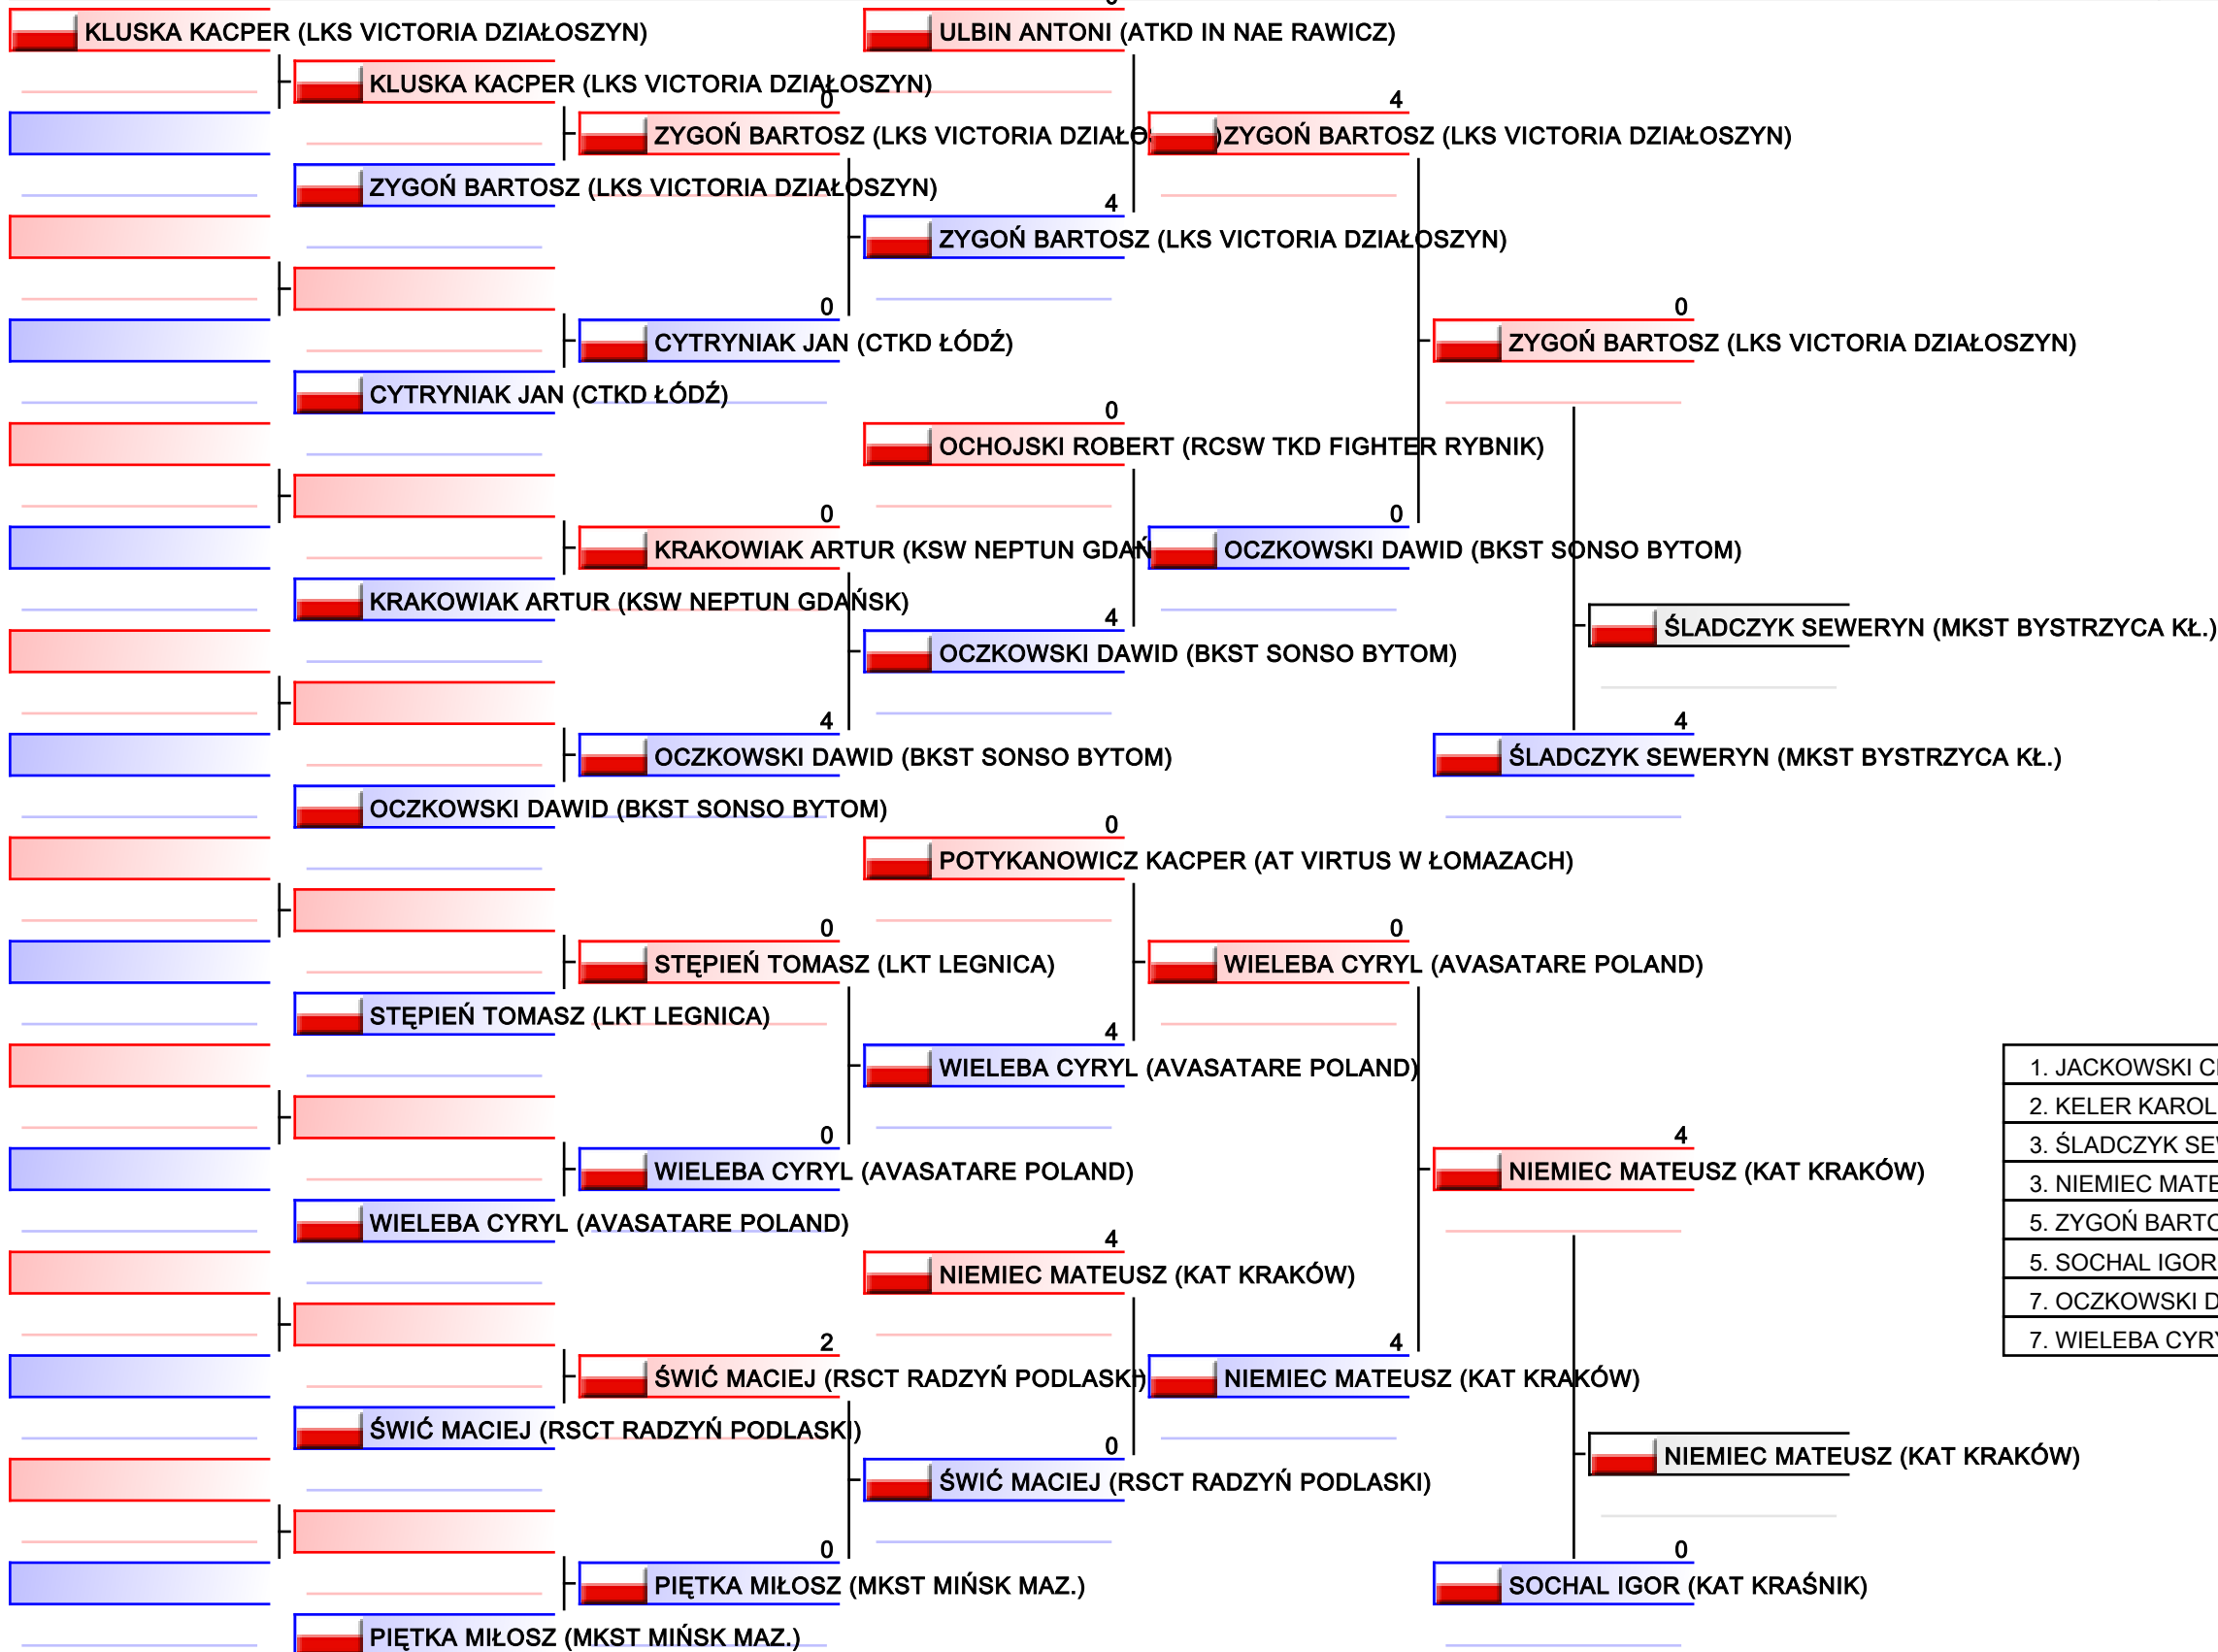 KLUSKA KACPER (LKS VICTORIA DZIAŁOSZYN)
KLUSKA KACPER (LKS VICTORIA DZIAŁOSZYN)
ZYGOŃ BARTOSZ (LKS VICTORIA DZIAŁOSZYN)
CYTRYNIAK JAN (CTKD ŁÓDŹ)
KRAKOWIAK ARTUR (KSW NEPTUN GDAŃSK)
OCZKOWSKI DAWID (BKST SONSO BYTOM)
STĘPIEŃ TOMASZ (LKT LEGNICA)
WIELEBA CYRYL (AVASATARE POLAND)
ŚWIĆ MACIEJ (RSCT RADZYŃ PODLASKI)
PIĘTKA MIŁOSZ (MKST MIŃSK MAZ.)
0
ZYGOŃ BARTOSZ (LKS VICTORIA DZIAŁO
)
0
CYTRYNIAK JAN (CTKD ŁÓDŹ)
0
KRAKOWIAK ARTUR (KSW NEPTUN GDAŃ
4
OCZKOWSKI DAWID (BKST SONSO BYTOM)
0
STĘPIEŃ TOMASZ (LKT LEGNICA)
0
WIELEBA CYRYL (AVASATARE POLAND)
2
ŚWIĆ MACIEJ (RSCT RADZYŃ PODLASKI)
0
PIĘTKA MIŁOSZ (MKST MIŃSK MAZ.)
ULBIN ANTONI (ATKD IN NAE RAWICZ)
4
ZYGOŃ BARTOSZ (LKS VICTORIA DZIAŁOSZYN)
0
OCHOJSKI ROBERT (RCSW TKD FIGHTER RYBNIK)
4
OCZKOWSKI DAWID (BKST SONSO BYTOM)
0
POTYKANOWICZ KACPER (AT VIRTUS W ŁOMAZACH)
4
WIELEBA CYRYL (AVASATARE POLAND)
4
NIEMIEC MATEUSZ (KAT KRAKÓW)
0
ŚWIĆ MACIEJ (RSCT RADZYŃ PODLASKI)
4
ZYGOŃ BARTOSZ (LKS VICTORIA DZIAŁOSZYN)
0
OCZKOWSKI DAWID (BKST SONSO BYTOM)
0
WIELEBA CYRYL (AVASATARE POLAND)
4
NIEMIEC MATEUSZ (KAT KRAKÓW)
0
ZYGOŃ BARTOSZ (LKS VICTORIA DZIAŁOSZYN)
4
ŚLADCZYK SEWERYN (MKST BYSTRZYCA KŁ.)
4
NIEMIEC MATEUSZ (KAT KRAKÓW)
0
SOCHAL IGOR (KAT KRAŚNIK)
ŚLADCZYK SEWERYN (MKST BYSTRZYCA KŁ.)
NIEMIEC MATEUSZ (KAT KRAKÓW)
1. JACKOWSKI
2. KELER KAROL
3. ŚLADCZYK
3. NIEMIEC MATE
5. ZYGOŃ BARTO
5. SOCHAL IGOR
7. OCZKOWSKI D
7. WIELEBA CYR